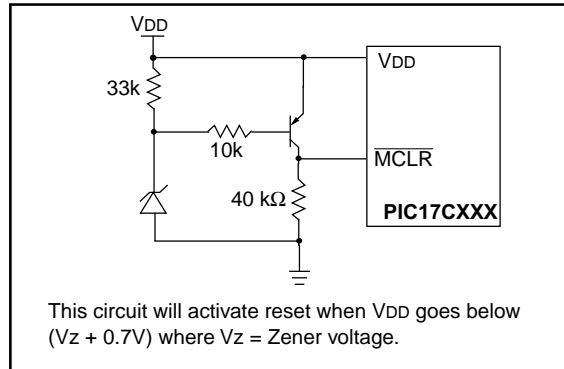 VDD
VDD
33k
10k
MCLR
40 kΩ
PIC17CXXX
This circuit will activate reset when VDD goes below
(Vz + 0.7V) where Vz = Zener voltage.